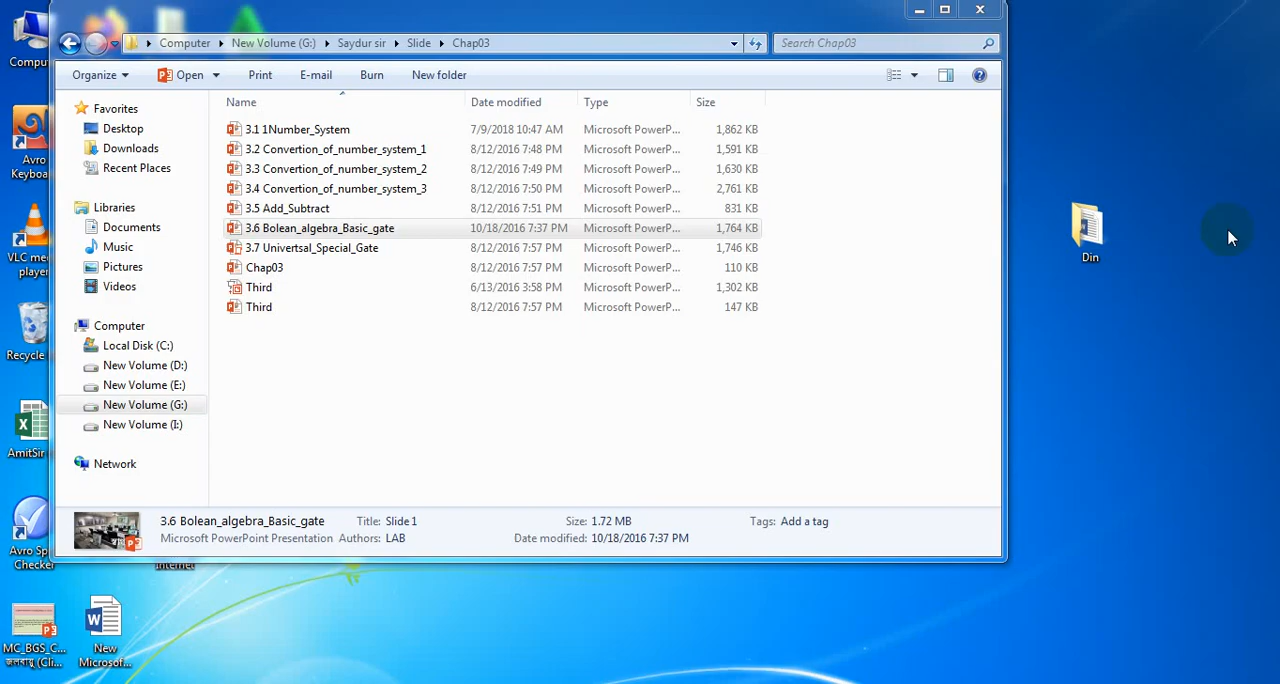 Computer ▸ New Volume (G:) ▸ Saydur sir ▸ Slide ▸ Chap03
Search Chap03
Organize Open Print E-mail Burn New folder
Name Date modified Type Size
3.1 1Number_System 7/9/2018 10:47 AM Microsoft PowerP... 1,862 KB
3.2 Convertion_of_number_system_1 8/12/2016 7:48 PM Microsoft PowerP... 1,591 KB
3.3 Convertion_of_number_system_2 8/12/2016 7:49 PM Microsoft PowerP... 1,630 KB
3.4 Convertion_of_number_system_3 8/12/2016 7:50 PM Microsoft PowerP... 2,761 KB
3.5 Add_Subtract 8/12/2016 7:51 PM Microsoft PowerP... 831 KB
3.6 Bolean_algebra_Basic_gate 10/18/2016 7:37 PM Microsoft PowerP... 1,764 KB
3.7 Univertsal_Special_Gate 8/12/2016 7:57 PM Microsoft PowerP... 1,746 KB
Chap03 8/12/2016 7:57 PM Microsoft PowerP... 110 KB
Third 6/13/2016 3:58 PM Microsoft PowerP... 1,302 KB
Third 8/12/2016 7:57 PM Microsoft PowerP... 147 KB
Favorites
Desktop
Downloads
Recent Places
Libraries
Documents
Music
Pictures
Videos
Computer
Local Disk (C:)
New Volume (D:)
New Volume (E:)
New Volume (G:)
New Volume (I:)
Network
3.6 Bolean_algebra_Basic_gate Title: Slide 1 Size: 1.72 MB Tags: Add a tag
Microsoft PowerPoint Presentation Authors: LAB Date modified: 10/18/2016 7:37 PM
Avro
VLC
player
MC_BGS_C...
জলবায়ু (Cli...
New
Microsof...
Din